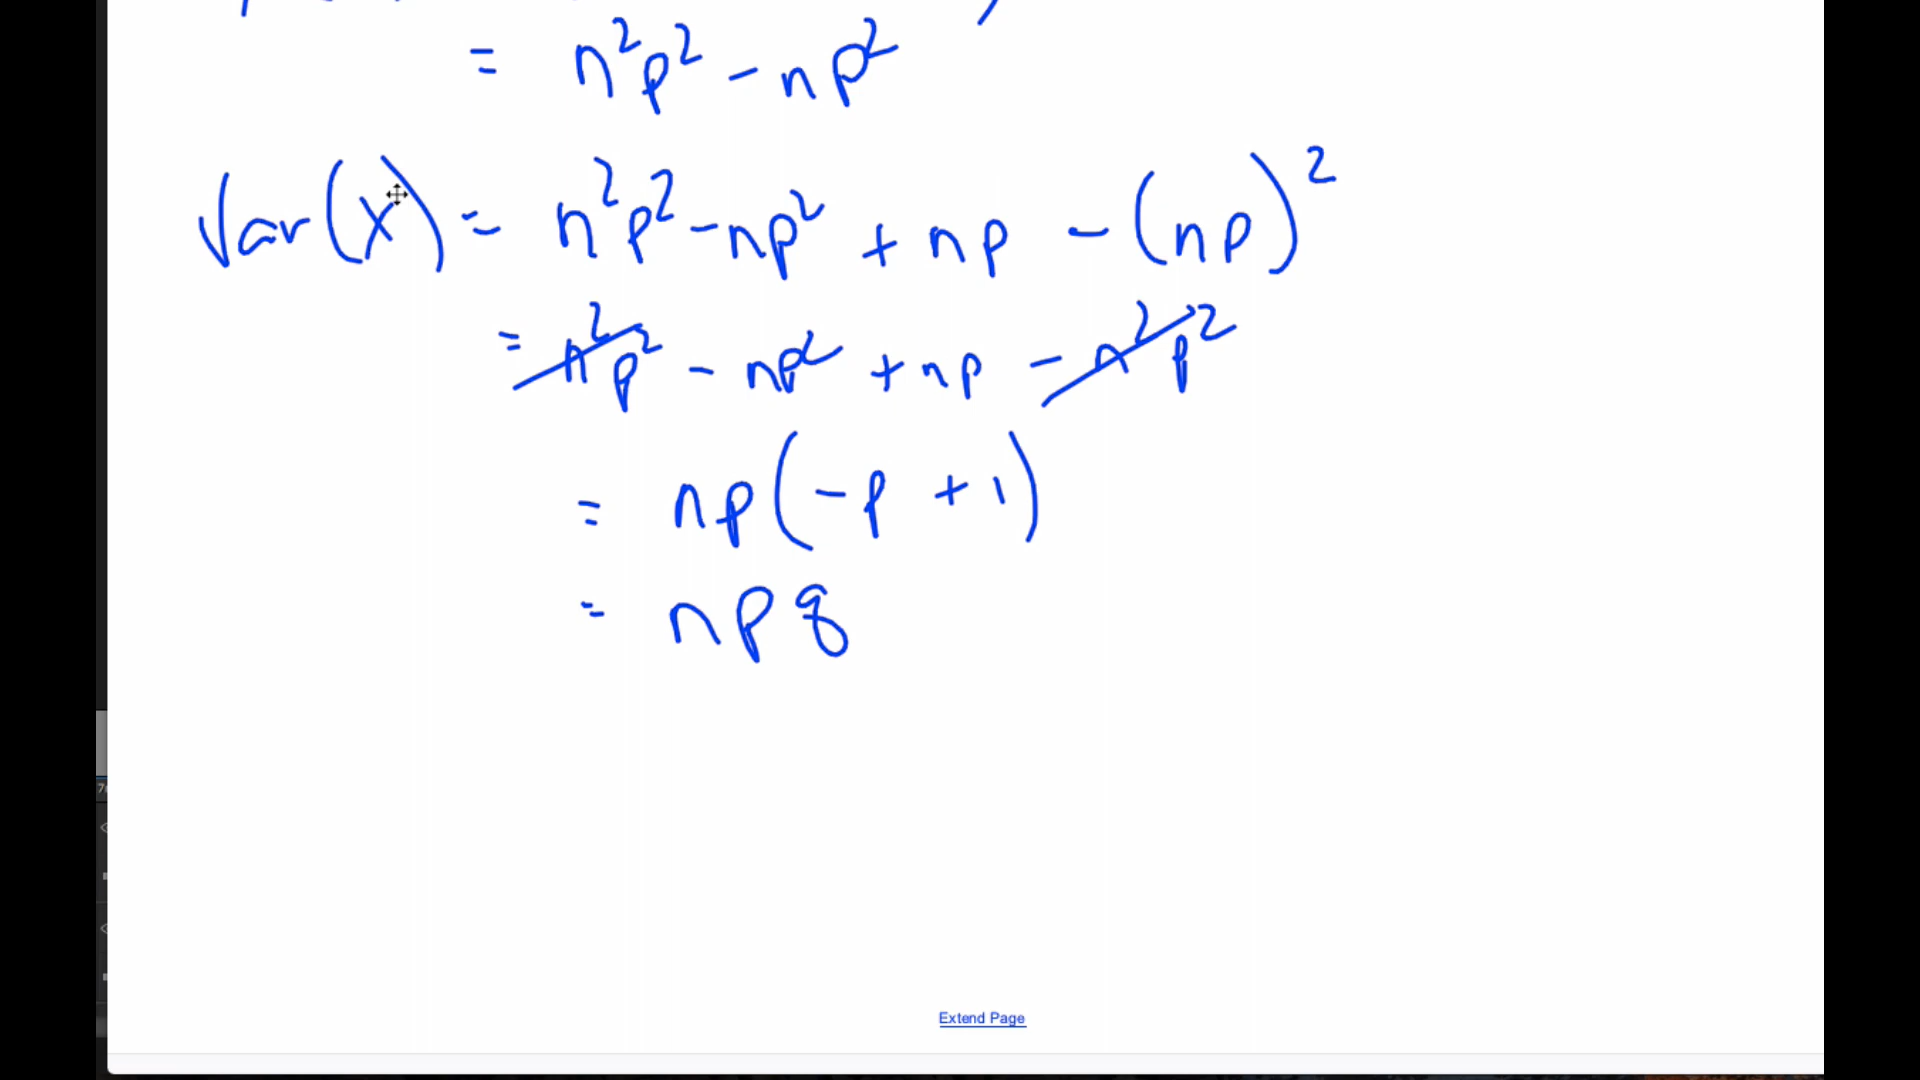 = n²p² - np²
Var(x) = n²p² - np² + np - (np)²
= n²p² - np² + np - n²p²
= np(-p + 1)
= npq
Extend Page